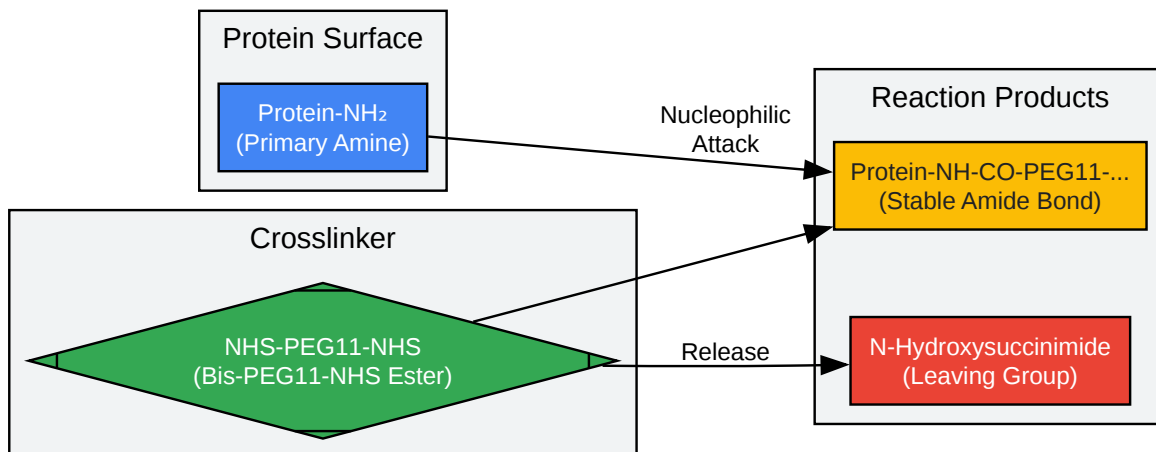 Protein Surface
Protein-NH₂
(Primary Amine)
Crosslinker
NHS-PEG11-NHS
(Bis-PEG11-NHS Ester)
Nucleophilic
Attack
Release
Reaction Products
Protein-NH-CO-PEG11-...
(Stable Amide Bond)
N-Hydroxysuccinimide
(Leaving Group)